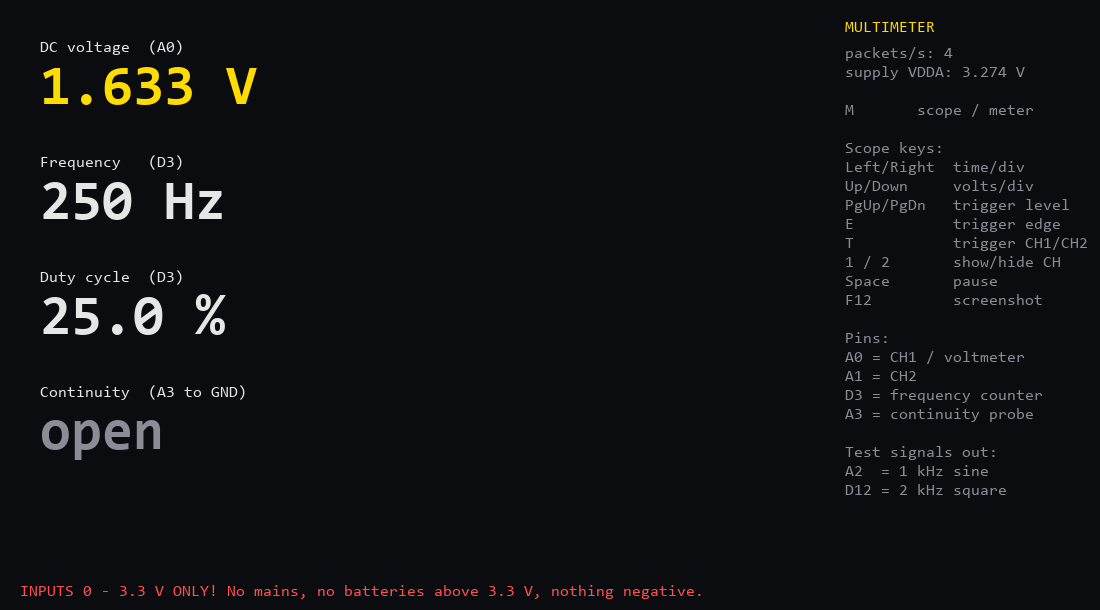 DC voltage  (A0)
1.633 V
Frequency   (D3)
250 Hz
Duty cycle  (D3)
25.0 %
Continuity  (A3 to GND)
open
MULTIMETER
packets/s: 4
supply VDDA: 3.274 V
M       scope / meter
Scope keys:
Left/Right  time/div
Up/Down     volts/div
PgUp/PgDn   trigger level
E           trigger edge
T           trigger CH1/CH2
1 / 2       show/hide CH
Space       pause
F12         screenshot
Pins:
A0 = CH1 / voltmeter
A1 = CH2
D3 = frequency counter
A3 = continuity probe
Test signals out:
A2  = 1 kHz sine
D12 = 2 kHz square
INPUTS 0 - 3.3 V ONLY! No mains, no batteries above 3.3 V, nothing negative.